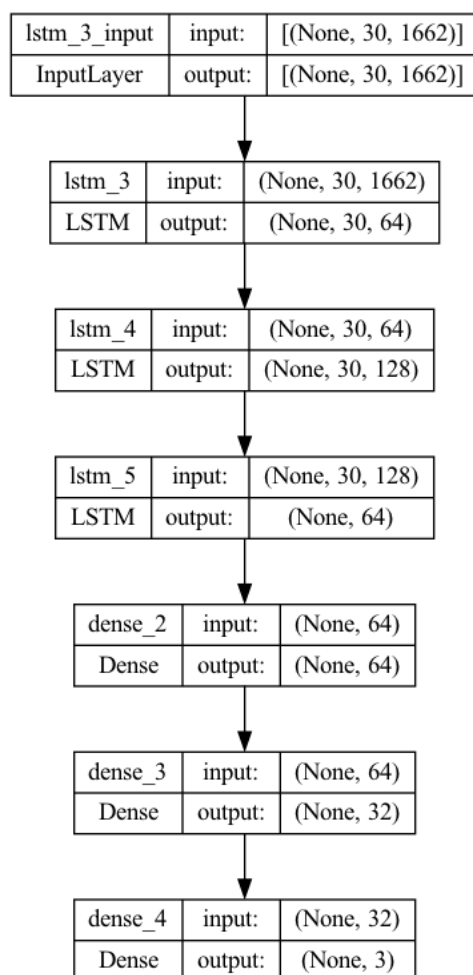 lstm_3_input input: [(None, 30, 1662)]
InputLayer output: [(None, 30, 1662)]
lstm_3 input: (None, 30, 1662)
LSTM output: (None, 30, 64)
lstm_4 input: (None, 30, 64)
LSTM output: (None, 30, 128)
lstm_5 input: (None, 30, 128)
LSTM output: (None, 64)
dense_2 input: (None, 64)
Dense output: (None, 64)
dense_3 input: (None, 64)
Dense output: (None, 32)
dense_4 input: (None, 32)
Dense output: (None, 3)